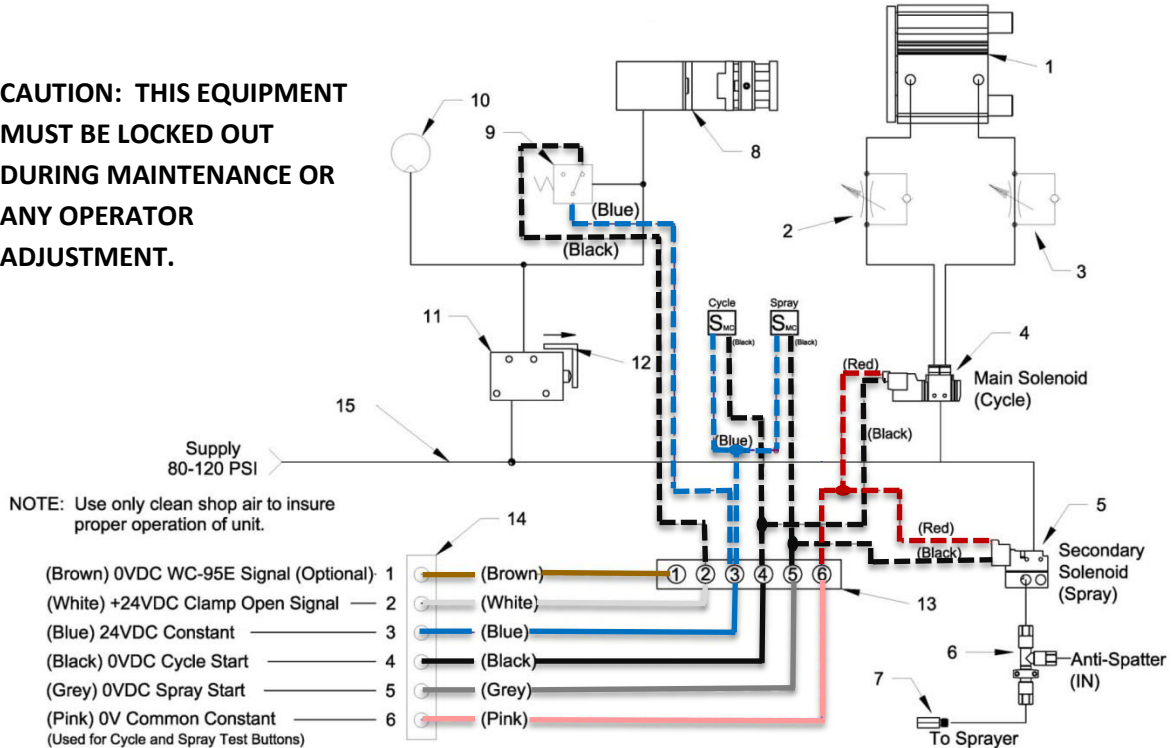 CAUTION: THIS EQUIPMENT
MUST BE LOCKED OUT
DURING MAINTENANCE OR
ANY OPERATOR
ADJUSTMENT.
1
2
3
4
Main Solenoid
(Cycle)
5
Secondary
Solenoid
(Spray)
6
Anti-Spatter
(IN)
7
To Sprayer
8
9
10
11
12
13
14
15
(Blue)
(Black)
Cycle
SMC
(Black)
Spray
SMC
(Black)
(Blue)
(Red)
(Black)
(Red)
(Black)
Supply
80-120 PSI
NOTE: Use only clean shop air to insure
proper operation of unit.
(Brown) 0VDC WC-95E Signal (Optional) 1 (Brown) 1
(White) +24VDC Clamp Open Signal 2 (White) 2
(Blue) 24VDC Constant 3 (Blue) 3
(Black) 0VDC Cycle Start 4 (Black) 4
(Grey) 0VDC Spray Start 5 (Grey) 5
(Pink) 0V Common Constant 6 (Pink) 6
(Used for Cycle and Spray Test Buttons)